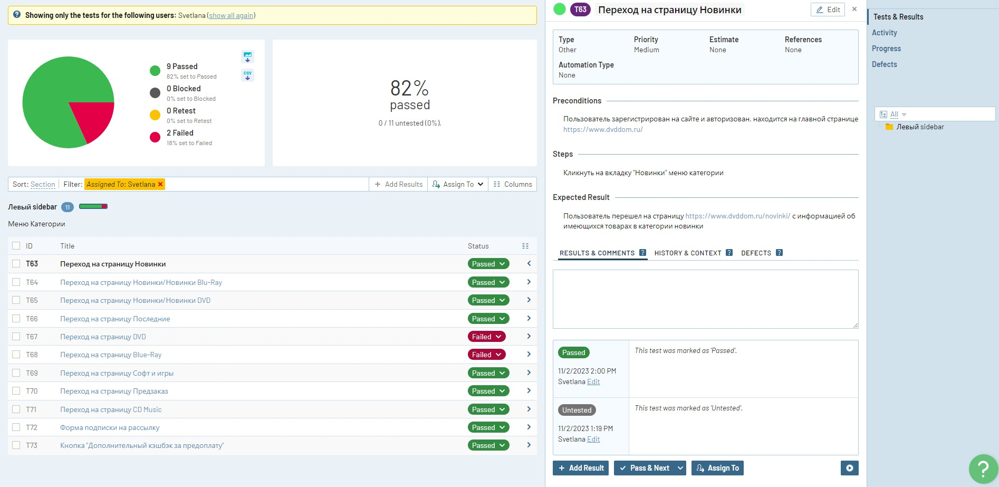 Showing only the tests for the following users: Svetlana (show all again)
9 Passed
82% set to Passed
0 Blocked
0% set to Blocked
0 Retest
0% set to Retest
2 Failed
18% set to Failed
CSV
82%
passed
0 / 11 untested (0%).
Sort: Section Filter: Assigned To: Svetlana
Add Results Assign To Columns
Левый sidebar 11
Меню Категории
ID Title Status
T63 Переход на страницу Новинки Passed
T64 Переход на страницу Новинки/Новинки Blu-Ray Passed
T65 Переход на страницу Новинки/Новинки DVD Passed
T66 Переход на страницу Последние Passed
T67 Переход на страницу DVD Failed
T68 Переход на страницу Blue-Ray Failed
T69 Переход на страницу Софт и игры Passed
T70 Переход на страницу Предзаказ Passed
T71 Переход на страницу CD Music Passed
T72 Форма подписки на рассылку Passed
T73 Кнопка "Дополнительный кэшбэк за предоплату" Passed
T63 Переход на страницу Новинки Edit
Type Priority Estimate References
Other Medium None None
Automation Type
None
Preconditions
Пользователь зарегистрирован на сайте и авторизован, находится на главной странице
https://www.dvddom.ru/
Steps
Кликнуть на вкладку "Новинки" меню категории
Expected Result
Пользователь перешел на страницу https://www.dvddom.ru/novinki/ с информацией об
имеющихся товарах в категории новинки
RESULTS & COMMENTS ? HISTORY & CONTEXT ? DEFECTS ?
Passed This test was marked as 'Passed'.
11/2/2023 2:00 PM
Svetlana Edit
Untested This test was marked as 'Untested'.
11/2/2023 1:19 PM
Svetlana Edit
Add Result Pass & Next Assign To
Tests & Results
Activity
Progress
Defects
All
Левый sidebar
?